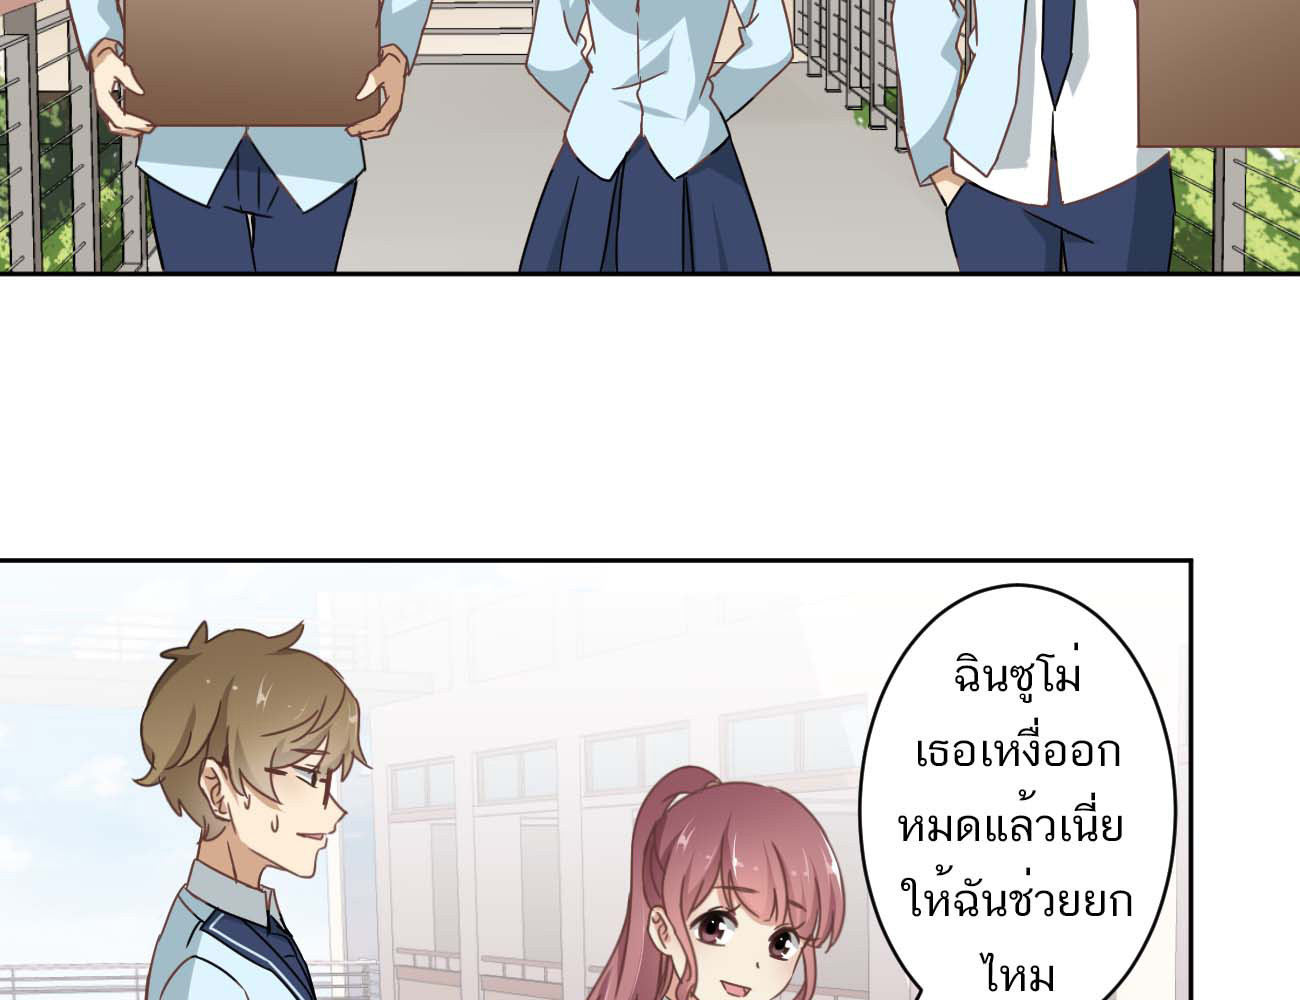 ฉินซูโม่
เธอเหงื่ออก
หมดแล้วเนี่ย
ให้ฉันช่วยยก
ไหม